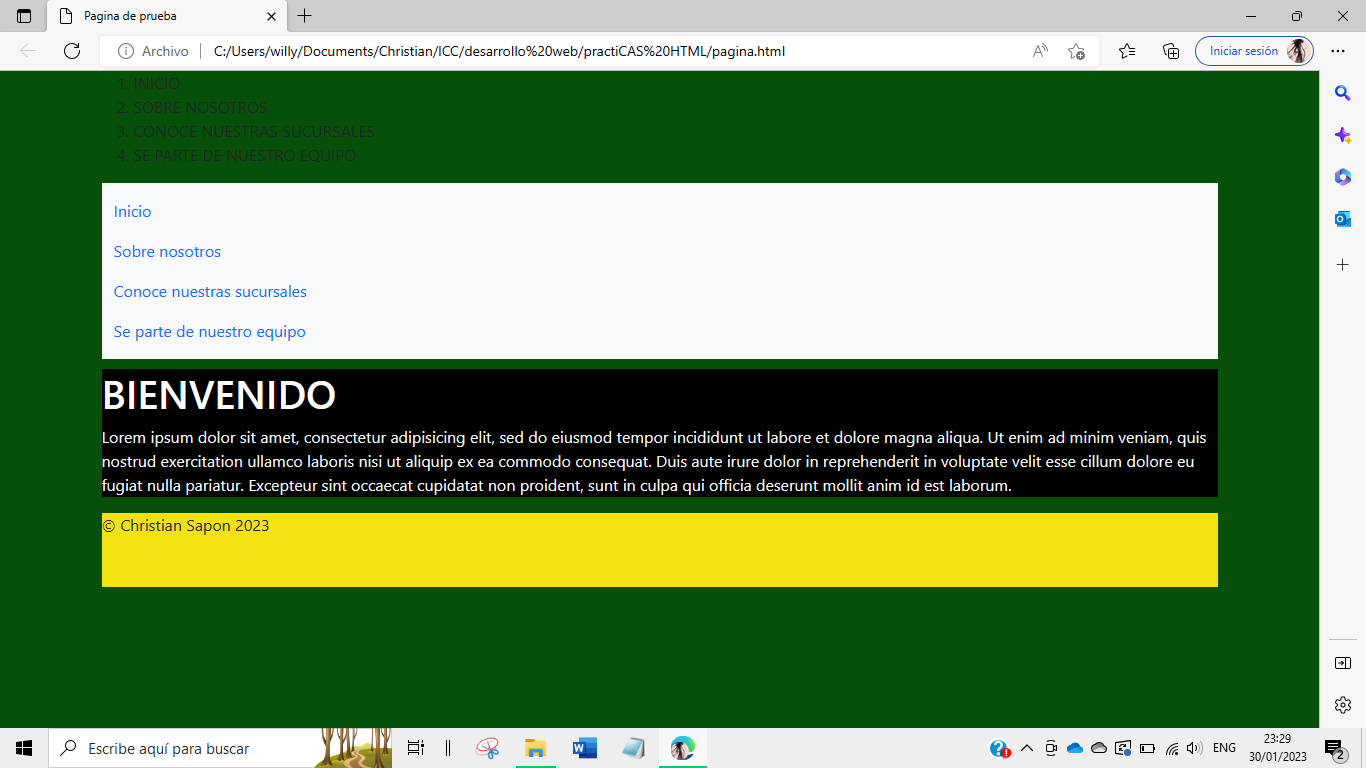 Pagina de prueba
Archivo
C:/Users/willy/Documents/Christian/ICC/desarrollo%20web/practiCAS%20HTML/pagina.html
Iniciar sesión
1. INICIO
2. SOBRE NOSOTROS
3. CONOCE NUESTRAS SUCURSALES
4. SE PARTE DE NUESTRO EQUIPO
Inicio
Sobre nosotros
Conoce nuestras sucursales
Se parte de nuestro equipo
BIENVENIDO
Lorem ipsum dolor sit amet, consectetur adipisicing elit, sed do eiusmod tempor incididunt ut labore et dolore magna aliqua. Ut enim ad minim veniam, quis
nostrud exercitation ullamco laboris nisi ut aliquip ex ea commodo consequat. Duis aute irure dolor in reprehenderit in voluptate velit esse cillum dolore eu
fugiat nulla pariatur. Excepteur sint occaecat cupidatat non proident, sunt in culpa qui officia deserunt mollit anim id est laborum.
© Christian Sapon 2023
Escribe aquí para buscar
ENG
23:29
30/01/2023
2